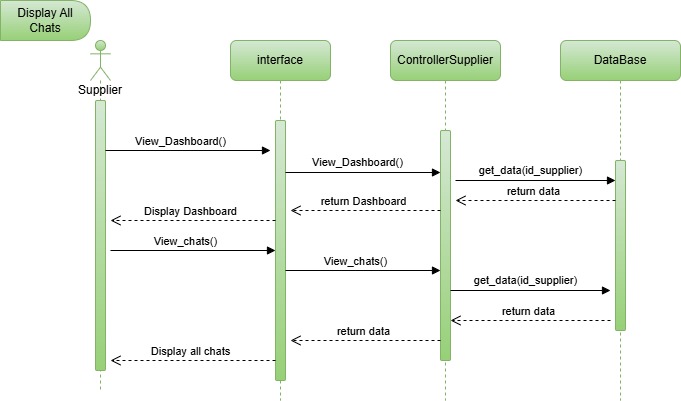 Display All
Chats
Supplier
interface
ControllerSupplier
DataBase
View_Dashboard()
View_Dashboard()
get_data(id_supplier)
return data
return Dashboard
Display Dashboard
View_chats()
View_chats()
get_data(id_supplier)
return data
return data
Display all chats